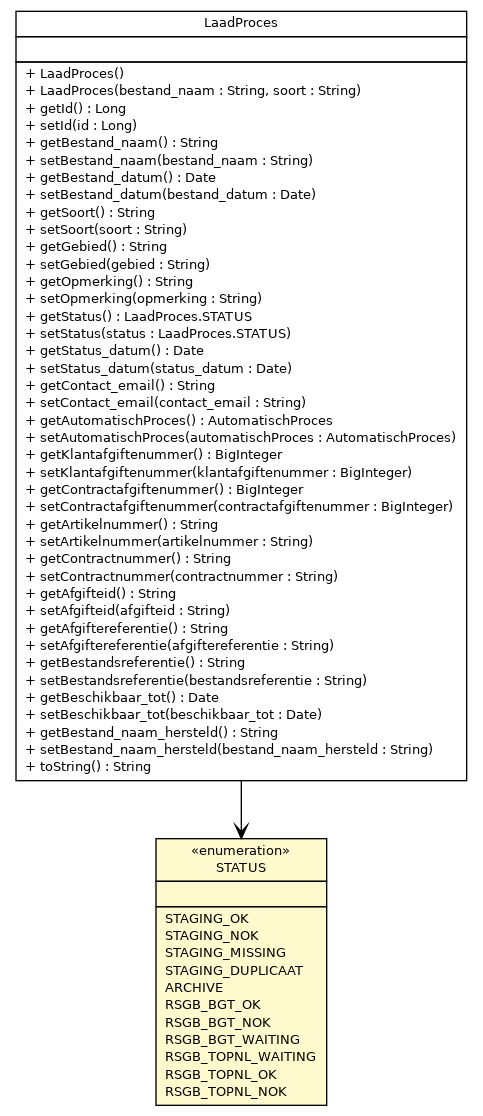 LaadProces
+ LaadProces()
+ LaadProces(bestand_naam : String, soort : String)
+ getId() : Long
+ setId(id : Long)
+ getBestand_naam() : String
+ setBestand_naam(bestand_naam : String)
+ getBestand_datum() : Date
+ setBestand_datum(bestand_datum : Date)
+ getSoort() : String
+ setSoort(soort : String)
+ getGebied() : String
+ setGebied(gebied : String)
+ getOpmerking() : String
+ setOpmerking(opmerking : String)
+ getStatus() : LaadProces.STATUS
+ setStatus(status : LaadProces.STATUS)
+ getStatus_datum() : Date
+ setStatus_datum(status_datum : Date)
+ getContact_email() : String
+ setContact_email(contact_email : String)
+ getAutomatischProces() : AutomatischProces
+ setAutomatischProces(automatischProces : AutomatischProces)
+ getKlantafgiftenummer() : BigInteger
+ setKlantafgiftenummer(klantafgiftenummer : BigInteger)
+ getContractafgiftenummer() : BigInteger
+ setContractafgiftenummer(contractafgiftenummer : BigInteger)
+ getArtikelnummer() : String
+ setArtikelnummer(artikelnummer : String)
+ getContractnummer() : String
+ setContractnummer(contractnummer : String)
+ getAfgifteid() : String
+ setAfgifteid(afgifteid : String)
+ getAfgiftereferentie() : String
+ setAfgiftereferentie(afgiftereferentie : String)
+ getBestandsreferentie() : String
+ setBestandsreferentie(bestandsreferentie : String)
+ getBeschikbaar_tot() : Date
+ setBeschikbaar_tot(beschikbaar_tot : Date)
+ getBestand_naam_hersteld() : String
+ setBestand_naam_hersteld(bestand_naam_hersteld : String)
+ toString() : String
«enumeration»
STATUS
STAGING_OK
STAGING_NOK
STAGING_MISSING
STAGING_DUPLICAAT
ARCHIVE
RSGB_BGT_OK
RSGB_BGT_NOK
RSGB_BGT_WAITING
RSGB_TOPNL_WAITING
RSGB_TOPNL_OK
RSGB_TOPNL_NOK